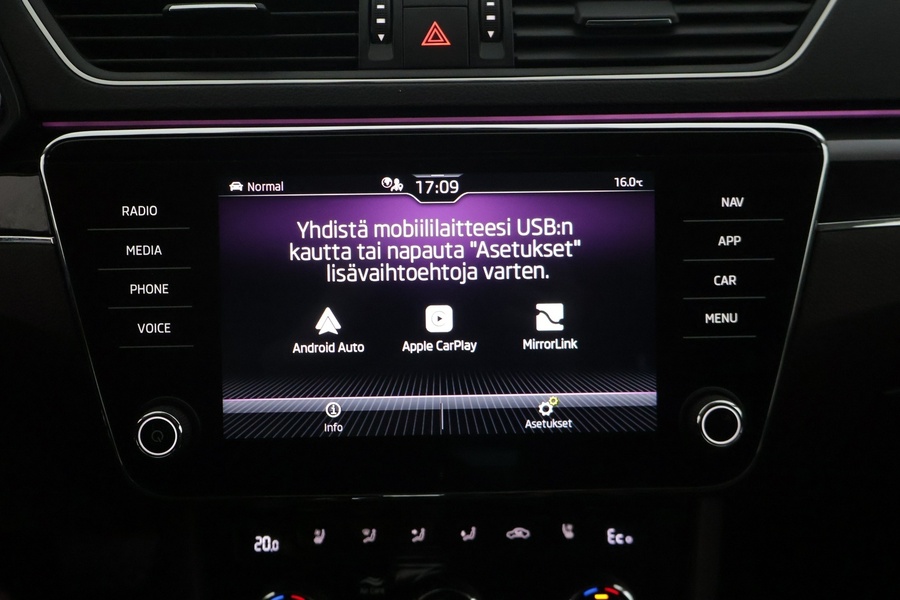 Normal
17:09
16.0°C
RADIO
MEDIA
PHONE
VOICE
Yhdistä mobiililaitteesi USB:n
kautta tai napauta "Asetukset"
lisävaihtoehtoja varten.
Android Auto
Apple CarPlay
MirrorLink
Info
Asetukset
NAV
APP
CAR
MENU
20.0